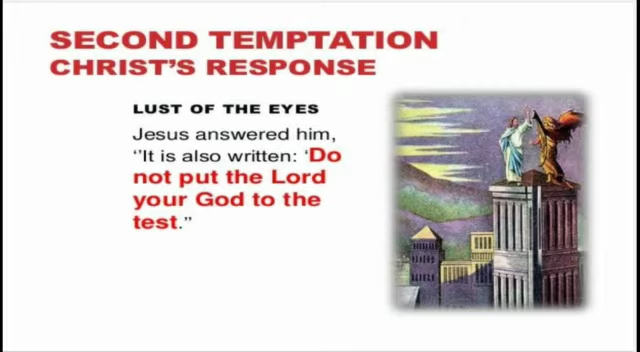 SECOND TEMPTATION
CHRIST'S RESPONSE
LUST OF THE EYES
Jesus answered him,
‘'It is also written: ‘Do
not put the Lord
your God to the
test.”